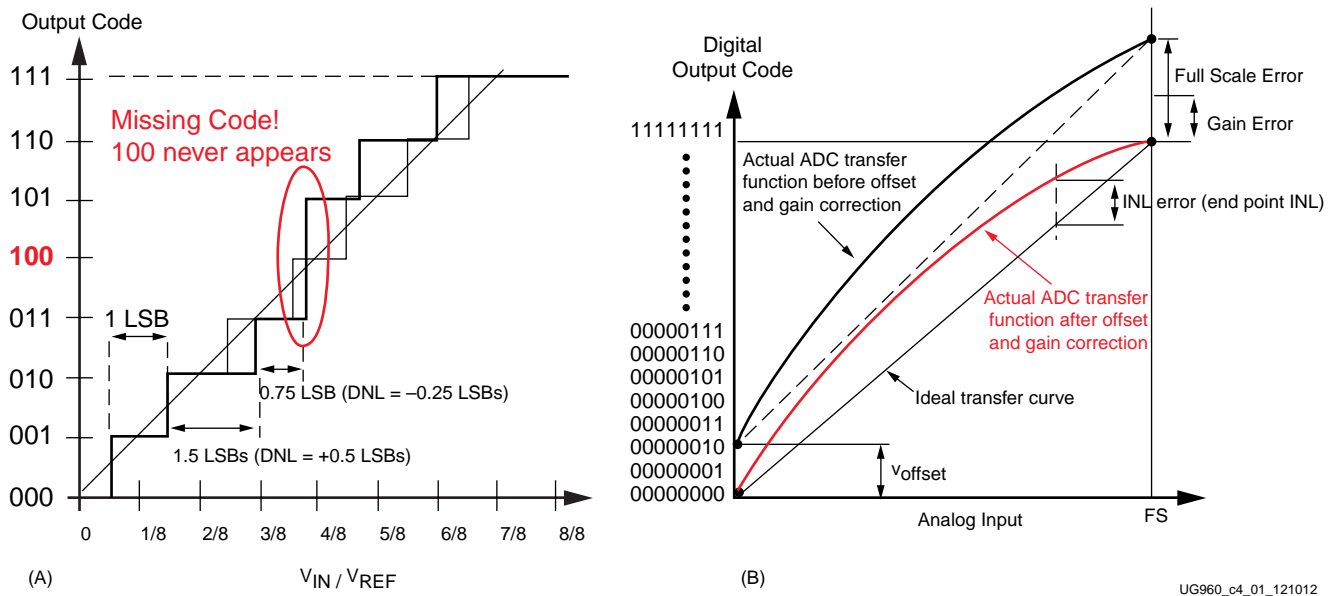 Output Code
111
110
101
100
011
010
001
000
Missing Code!
100 never appears
1 LSB
0.75 LSB (DNL = –0.25 LSBs)
1.5 LSBs (DNL = +0.5 LSBs)
0
1/8
2/8
3/8
4/8
5/8
6/8
7/8
8/8
VIN / VREF
(A)
Digital
Output Code
11111111
00000111
00000110
00000101
00000100
00000011
00000010
00000001
00000000
Actual ADC transfer
function before offset
and gain correction
Full Scale Error
Gain Error
INL error (end point INL)
Actual ADC transfer
function after offset
and gain correction
Ideal transfer curve
Voffset
Analog Input
FS
(B)
UG960_c4_01_121012